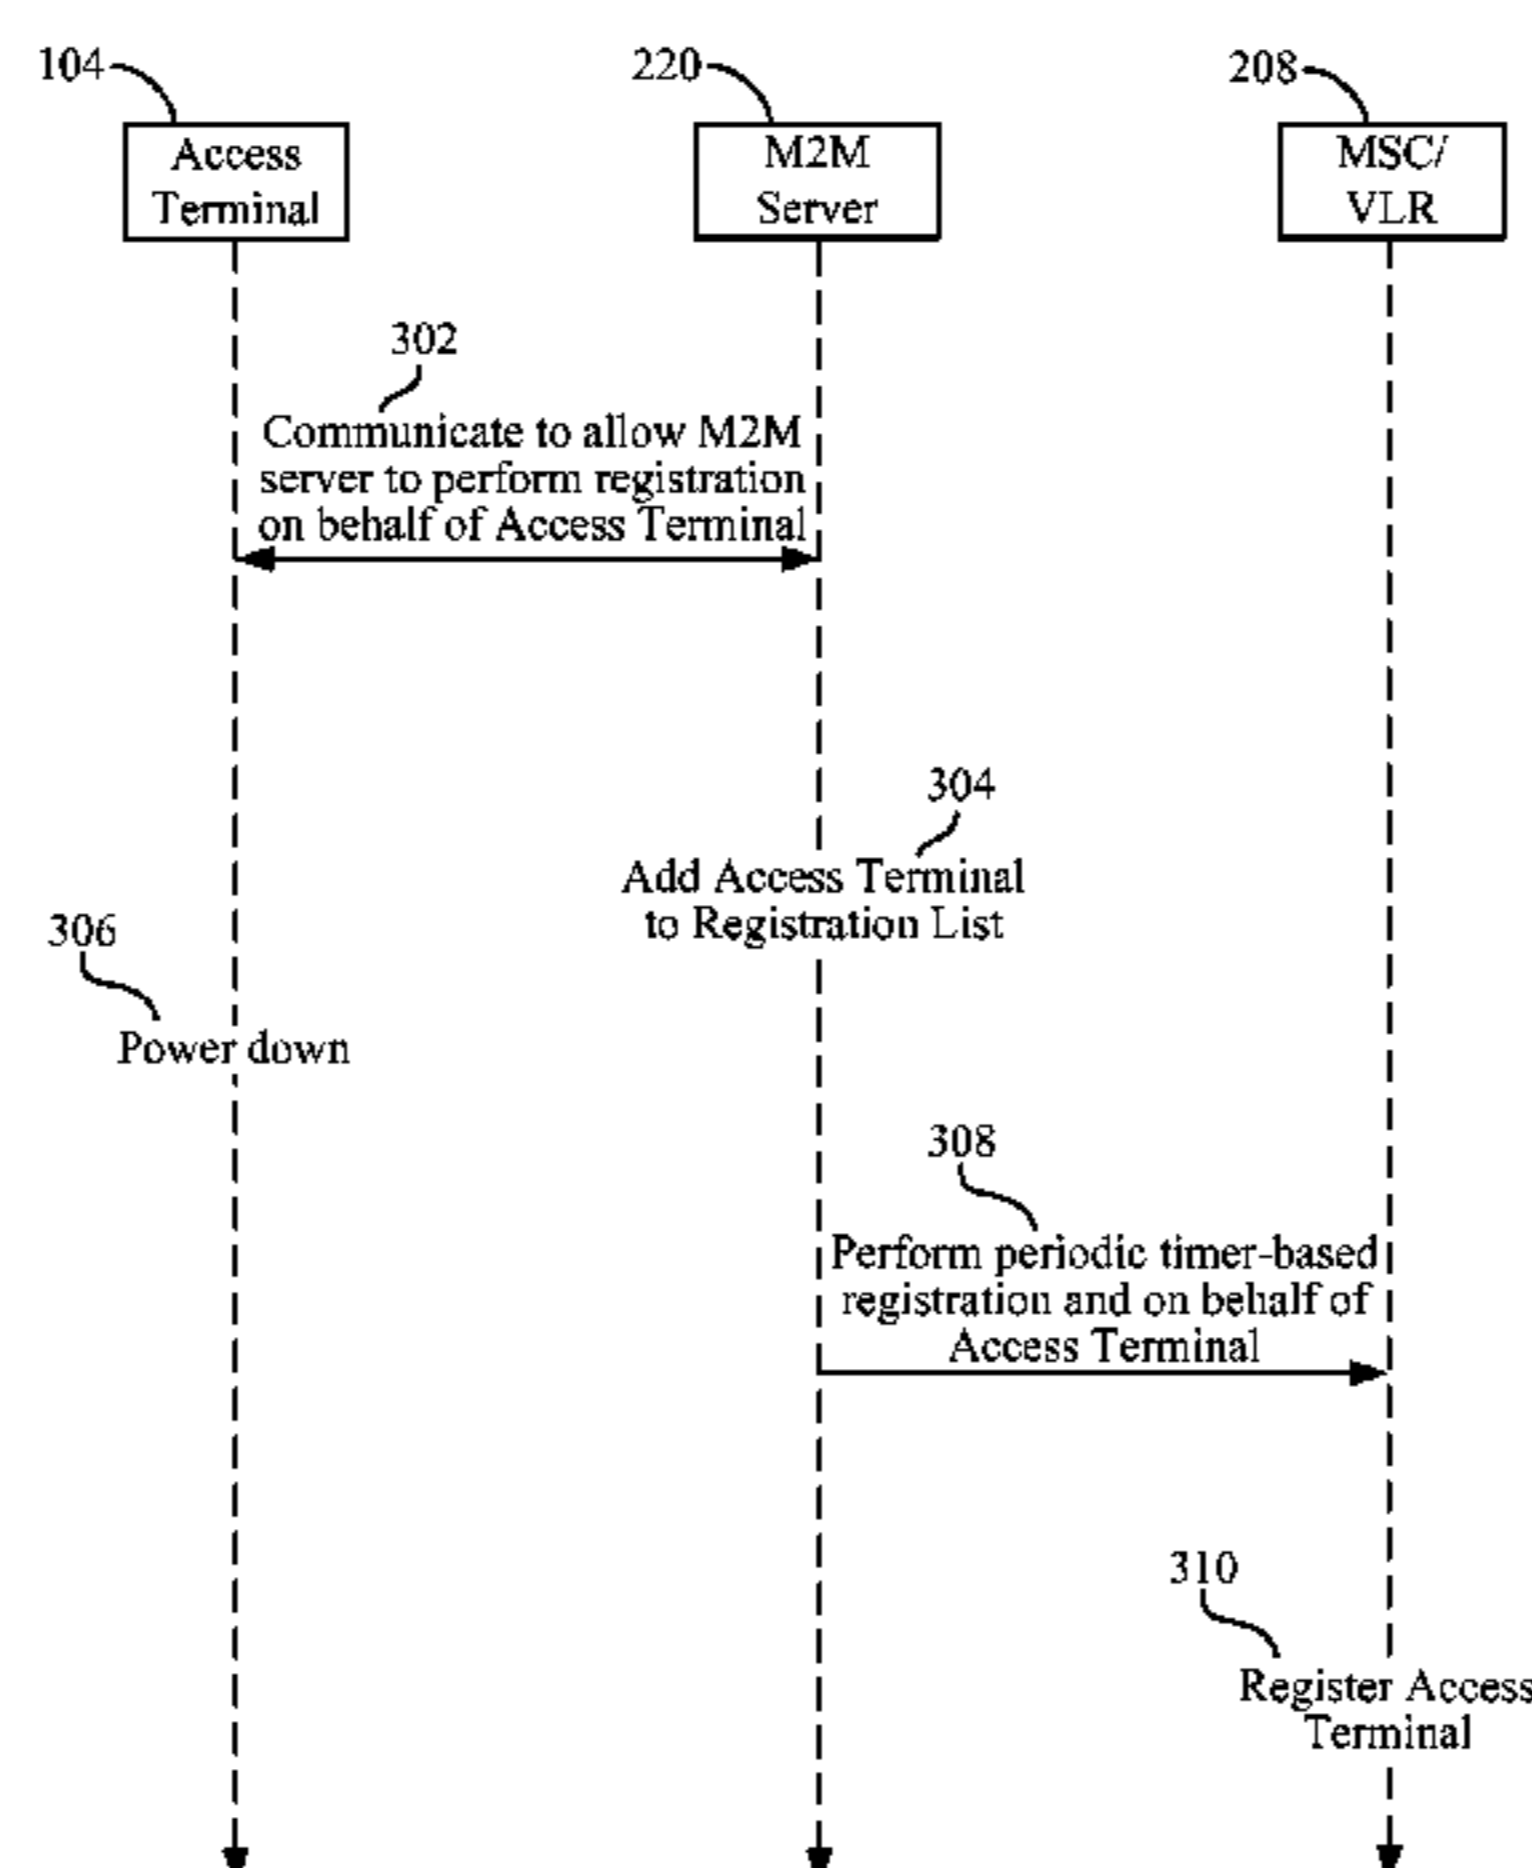 104
220
208
Access
Terminal
M2M
Server
MSC/
VLR
302
Communicate to allow M2M
server to perform registration
on behalf of Access Terminal
304
Add Access Terminal
to Registration List
306
Power down
308
Perform periodic timer-based
registration and on behalf of
Access Terminal
310
Register Access
Terminal